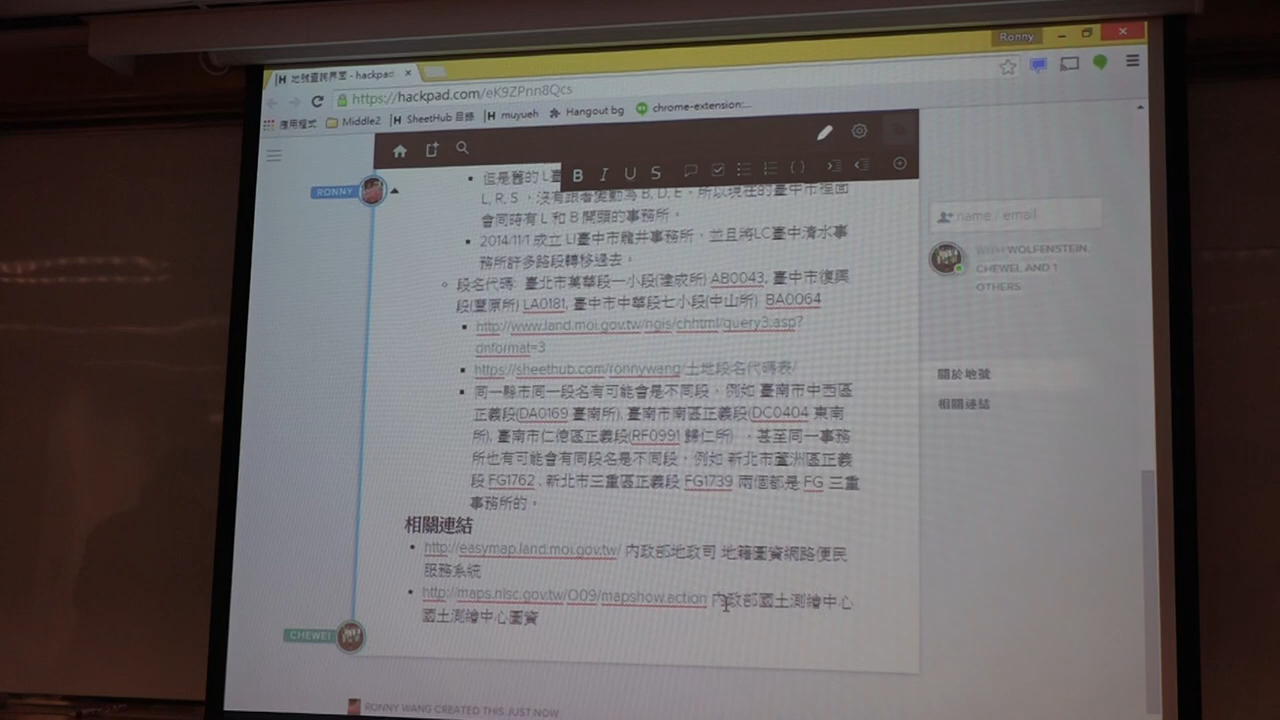 Ronny
地號查詢界面 - hackpad
https://hackpad.com/eK9ZPnn8Qcs
應用程式 Middle2 SheetHub 目錄 muyueh Hangout bg chrome-extension:...
B I U S
RONNY
但是舊的 L
L, R, S ，沒有跟著變動為 B, D, E，所以現在的臺中市裡面
會同時有 L 和 B 開頭的事務所。
2014/11/1 成立 LI臺中市龍井事務所，並且將LC臺中清水事
務所許多路段轉移過去。
段名代碼: 臺北市萬華段一小段(建成所) AB0043, 臺中市復興
段(豐原所) LA0181, 臺中市中華段七小段(中山所) BA0064
http://www.land.moi.gov.tw/ngis/chhtml/query3.asp?
dnformat=3
https://sheethub.com/ronnywang/土地段名代碼表/
同一縣市同一段名有可能會是不同段，例如 臺南市中西區
正義段(DA0169 臺南所), 臺南市南區正義段(DC0404 東南
所), 臺南市仁德區正義段(RF0991 歸仁所) ，甚至同一事務
所也有可能會有同段名是不同段，例如 新北市蘆洲區正義
段 FG1762 , 新北市三重區正義段 FG1739 兩個都是 FG 三重
事務所的。
相關連結
http://easymap.land.moi.gov.tw/ 內政部地政司 地籍圖資網路便民
服務系統
http://maps.nlsc.gov.tw/O09/mapshow.action 內政部國土測繪中心
國土測繪中心圖資
CHEWEI
RONNY WANG CREATED THIS JUST NOW
name / email
WITH WOLFENSTEIN,
CHEWEI, AND 1
OTHERS
關於地號
相關連結